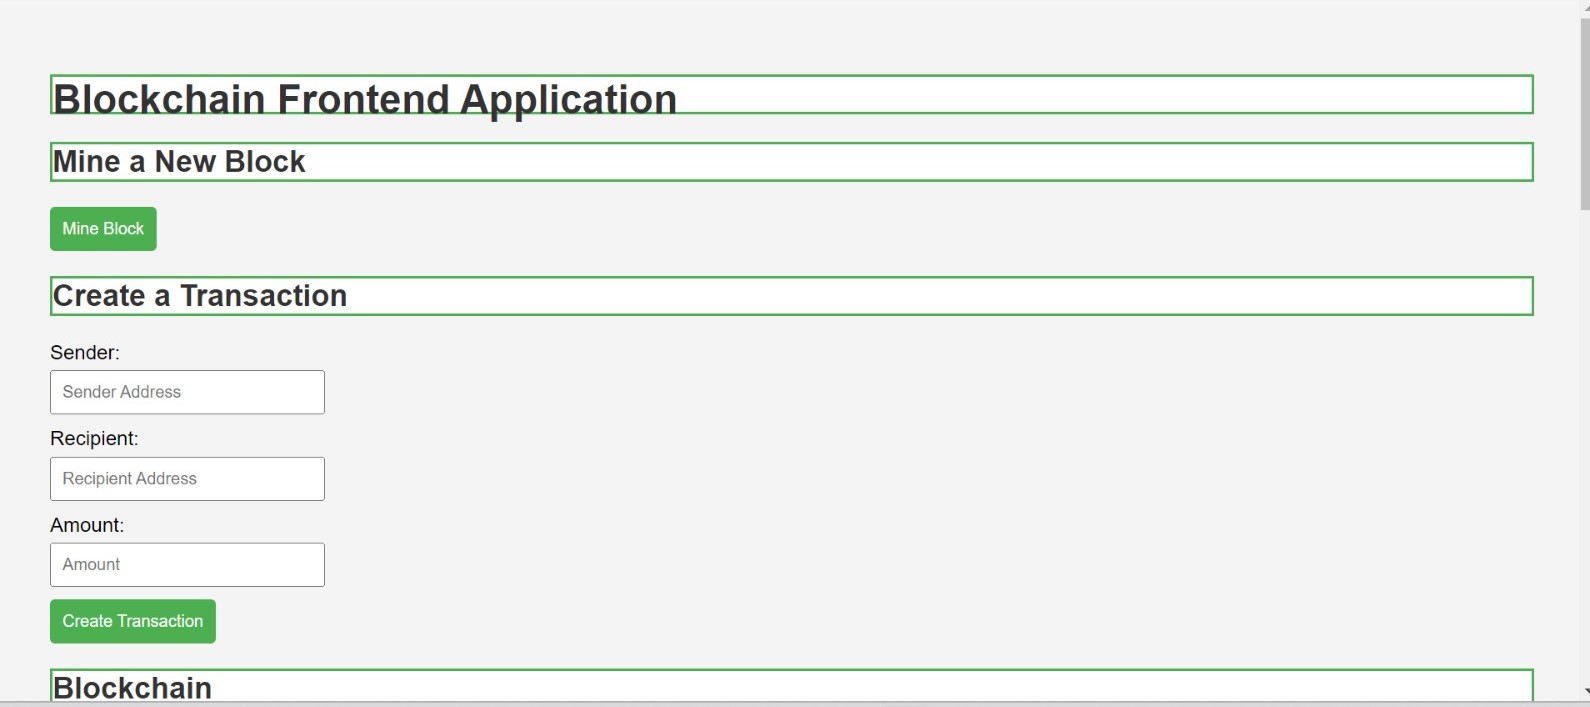 Blockchain Frontend Application
Mine a New Block
Mine Block
Create a Transaction
Sender:
Sender Address
Recipient:
Recipient Address
Amount:
Amount
Create Transaction
Blockchain